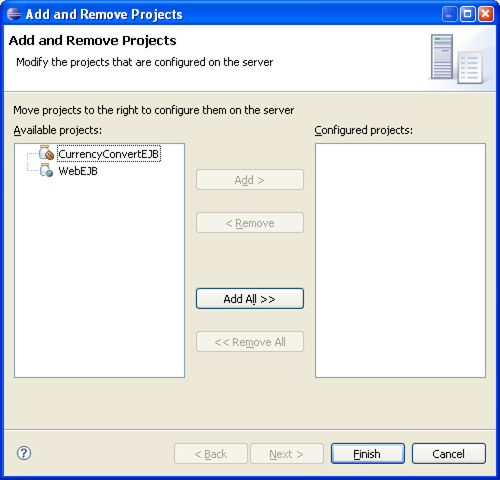 Add and Remove Projects
Add and Remove Projects
Modify the projects that are configured on the server
Move projects to the right to configure them on the server
Available projects:
Configured projects:
CurrencyConvertEJB
WebEJB
Add >
< Remove
Add All >>
<< Remove All
?
< Back
Next >
Finish
Cancel